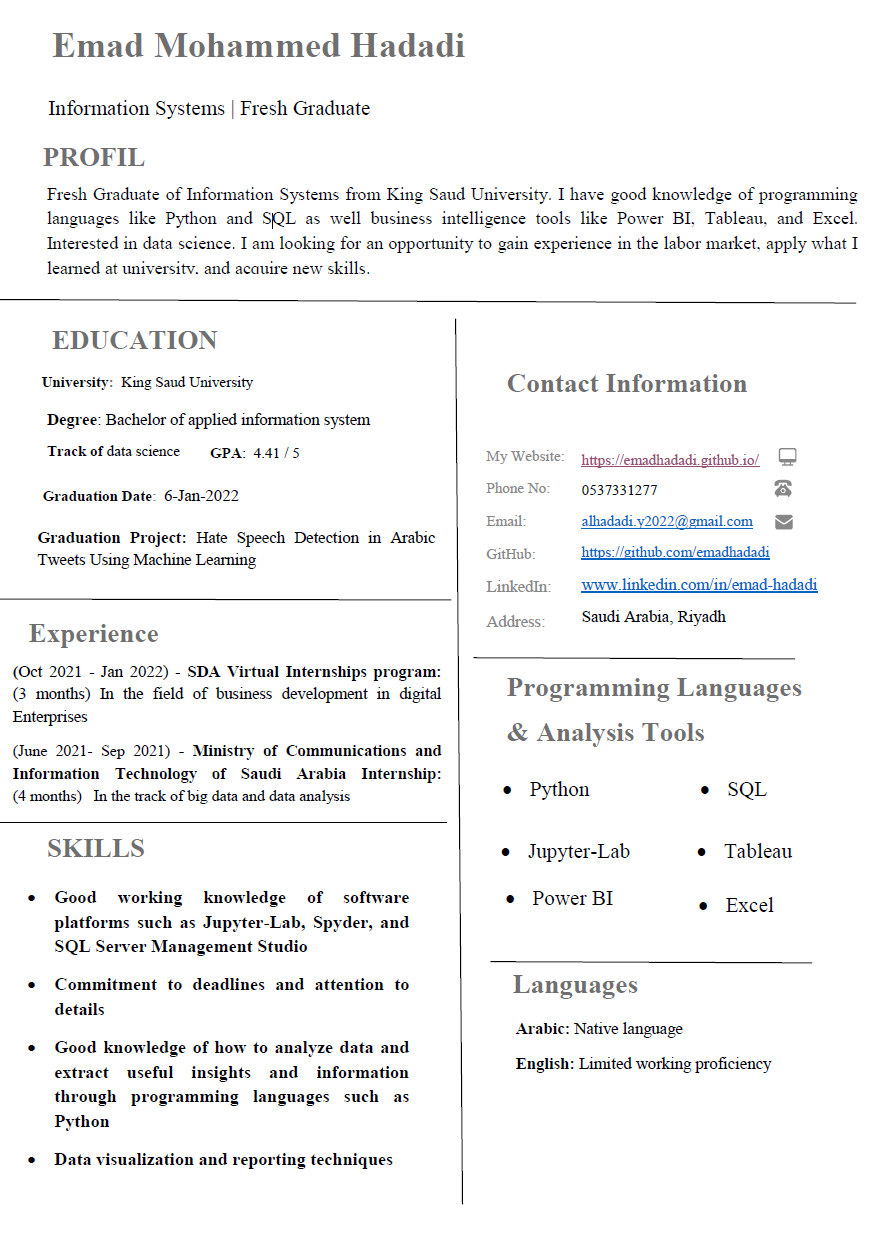 Emad Mohammed Hadadi
Information Systems | Fresh Graduate
PROFIL
Fresh Graduate of Information Systems from King Saud University. I have good knowledge of programming
languages like Python and SQL as well business intelligence tools like Power BI, Tableau, and Excel.
Interested in data science. I am looking for an opportunity to gain experience in the labor market, apply what I
learned at university, and acquire new skills.
EDUCATION
University: King Saud University
Degree: Bachelor of applied information system
Track of data science GPA: 4.41 / 5
Graduation Date: 6-Jan-2022
Graduation Project: Hate Speech Detection in Arabic
Tweets Using Machine Learning
Experience
(Oct 2021 - Jan 2022) - SDA Virtual Internships program:
(3 months) In the field of business development in digital
Enterprises
(June 2021- Sep 2021) - Ministry of Communications and
Information Technology of Saudi Arabia Internship:
(4 months) In the track of big data and data analysis
SKILLS
• Good working knowledge of software
platforms such as Jupyter-Lab, Spyder, and
SQL Server Management Studio
• Commitment to deadlines and attention to
details
• Good knowledge of how to analyze data and
extract useful insights and information
through programming languages such as
Python
• Data visualization and reporting techniques
Contact Information
My Website: https://emadhadadi.github.io/
Phone No: 0537331277
Email: alhadadi.y2022@gmail.com
GitHub: https://github.com/emadhadadi
LinkedIn: www.linkedin.com/in/emad-hadadi
Address: Saudi Arabia, Riyadh
Programming Languages
& Analysis Tools
• Python • SQL
• Jupyter-Lab • Tableau
• Power BI • Excel
Languages
Arabic: Native language
English: Limited working proficiency